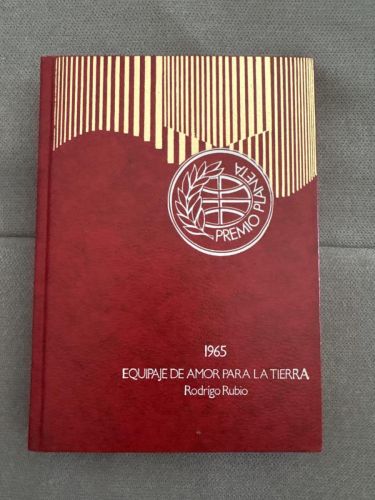 PREMIO PLANETA
1965
EQUIPAJE DE AMOR PARA LA TIERRA
Rodrigo Rubio